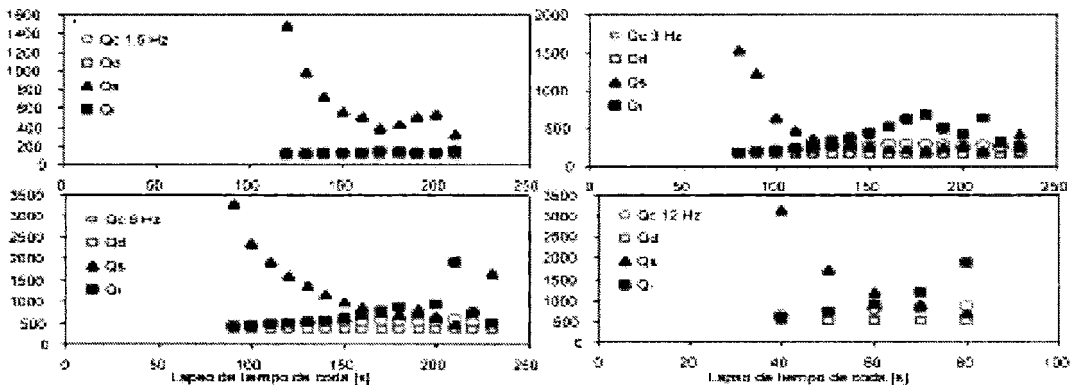 1600
1400
1200
1000
800
600
400
200
0
Qc 1.5 Hz
Qd
Qs
Qi
0 50 100 150 200 250
2000
1500
1000
500
0
Qc 3 Hz
Qd
Qs
Qi
0 50 100 150 200 250
3500
3000
2500
2000
1500
1000
500
0
Qc 6 Hz
Qd
Qs
Qi
0 50 100 150 200 250
Lapso de tiempo de coda [s]
3500
3000
2500
2000
1500
1000
500
0
Qc 12 Hz
Qd
Qs
Qi
0 20 40 60 80 100
Lapso de tiempo de coda [s]